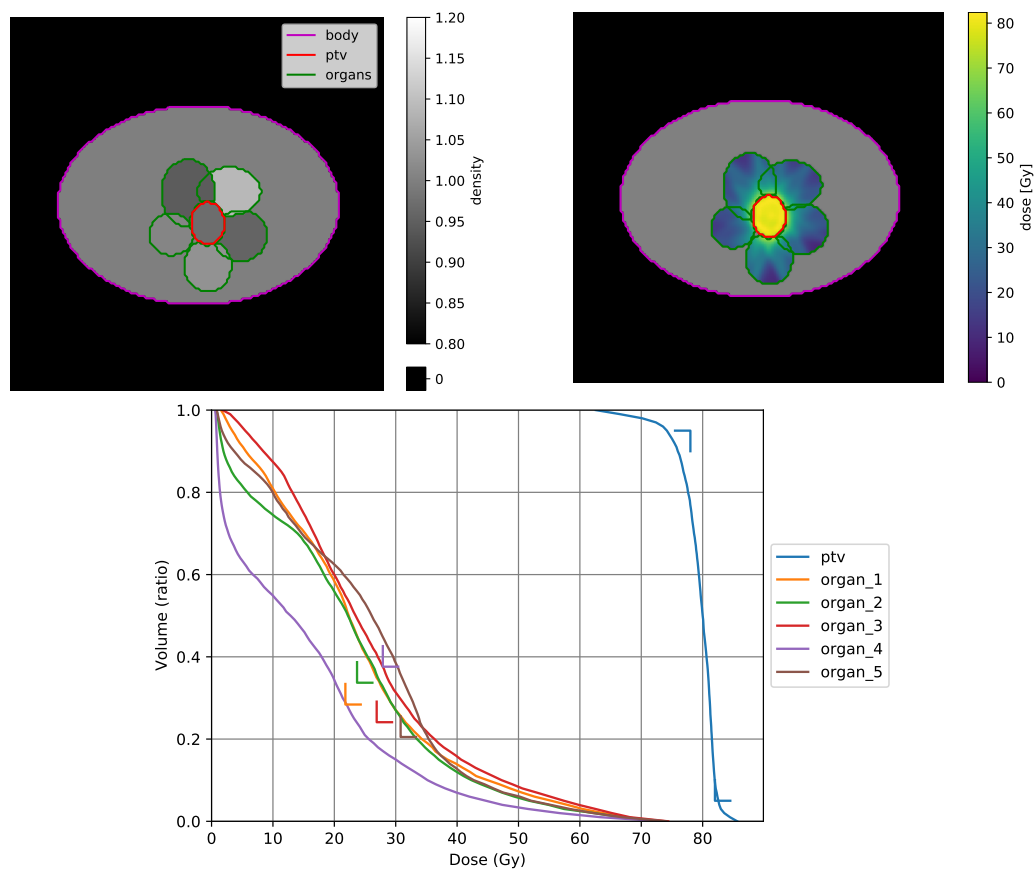 body
ptv
organs
1.20
1.15
1.10
1.05
1.00
0.95
0.90
0.85
0.80
0
density
80
70
60
50
40
30
20
10
0
dose [Gy]
1.0
0.8
0.6
0.4
0.2
0.0
Volume (ratio)
0 10 20 30 40 50 60 70 80
Dose (Gy)
ptv
organ_1
organ_2
organ_3
organ_4
organ_5